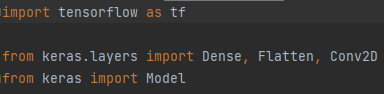 import tensorflow as tf
from keras.layers import Dense, Flatten, Conv2D
from keras import Model